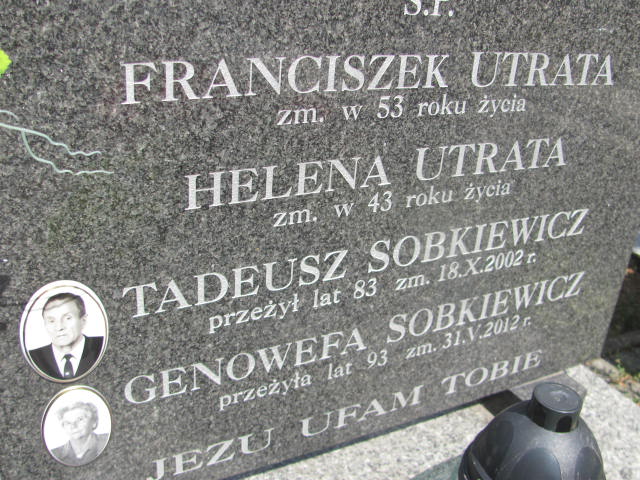 Ś.P.
FRANCISZEK UTRATA
zm. w 53 roku życia
HELENA UTRATA
zm. w 43 roku życia
TADEUSZ SOBKIEWICZ
przeżył lat 83 zm. 18.X.2002 r.
GENOWEFA SOBKIEWICZ
przeżyła lat 93 zm. 31.V.2012 r.
JEZU UFAM TOBIE